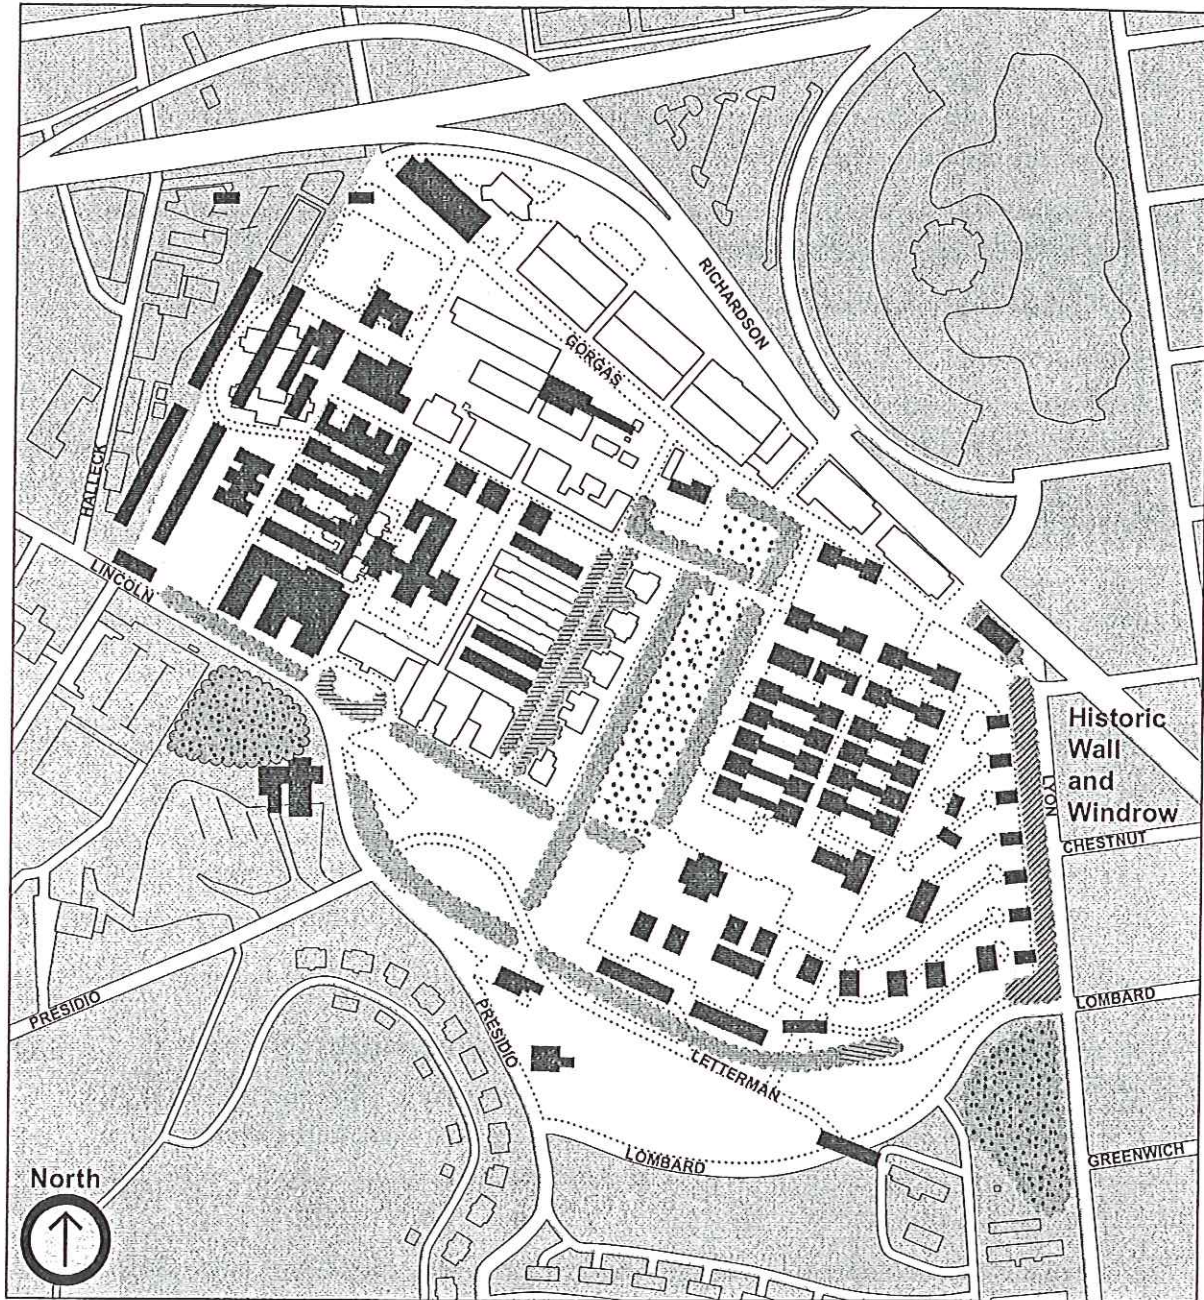 RICHARDSON
GORGAS
HALLECK
LINCOLN
Historic
Wall
and
Windrow
LYON
CHESTNUT
PRESIDIO
PRESIDIO
LOMBARD
LETTERMAN
LOMBARD
GREENWICH
North